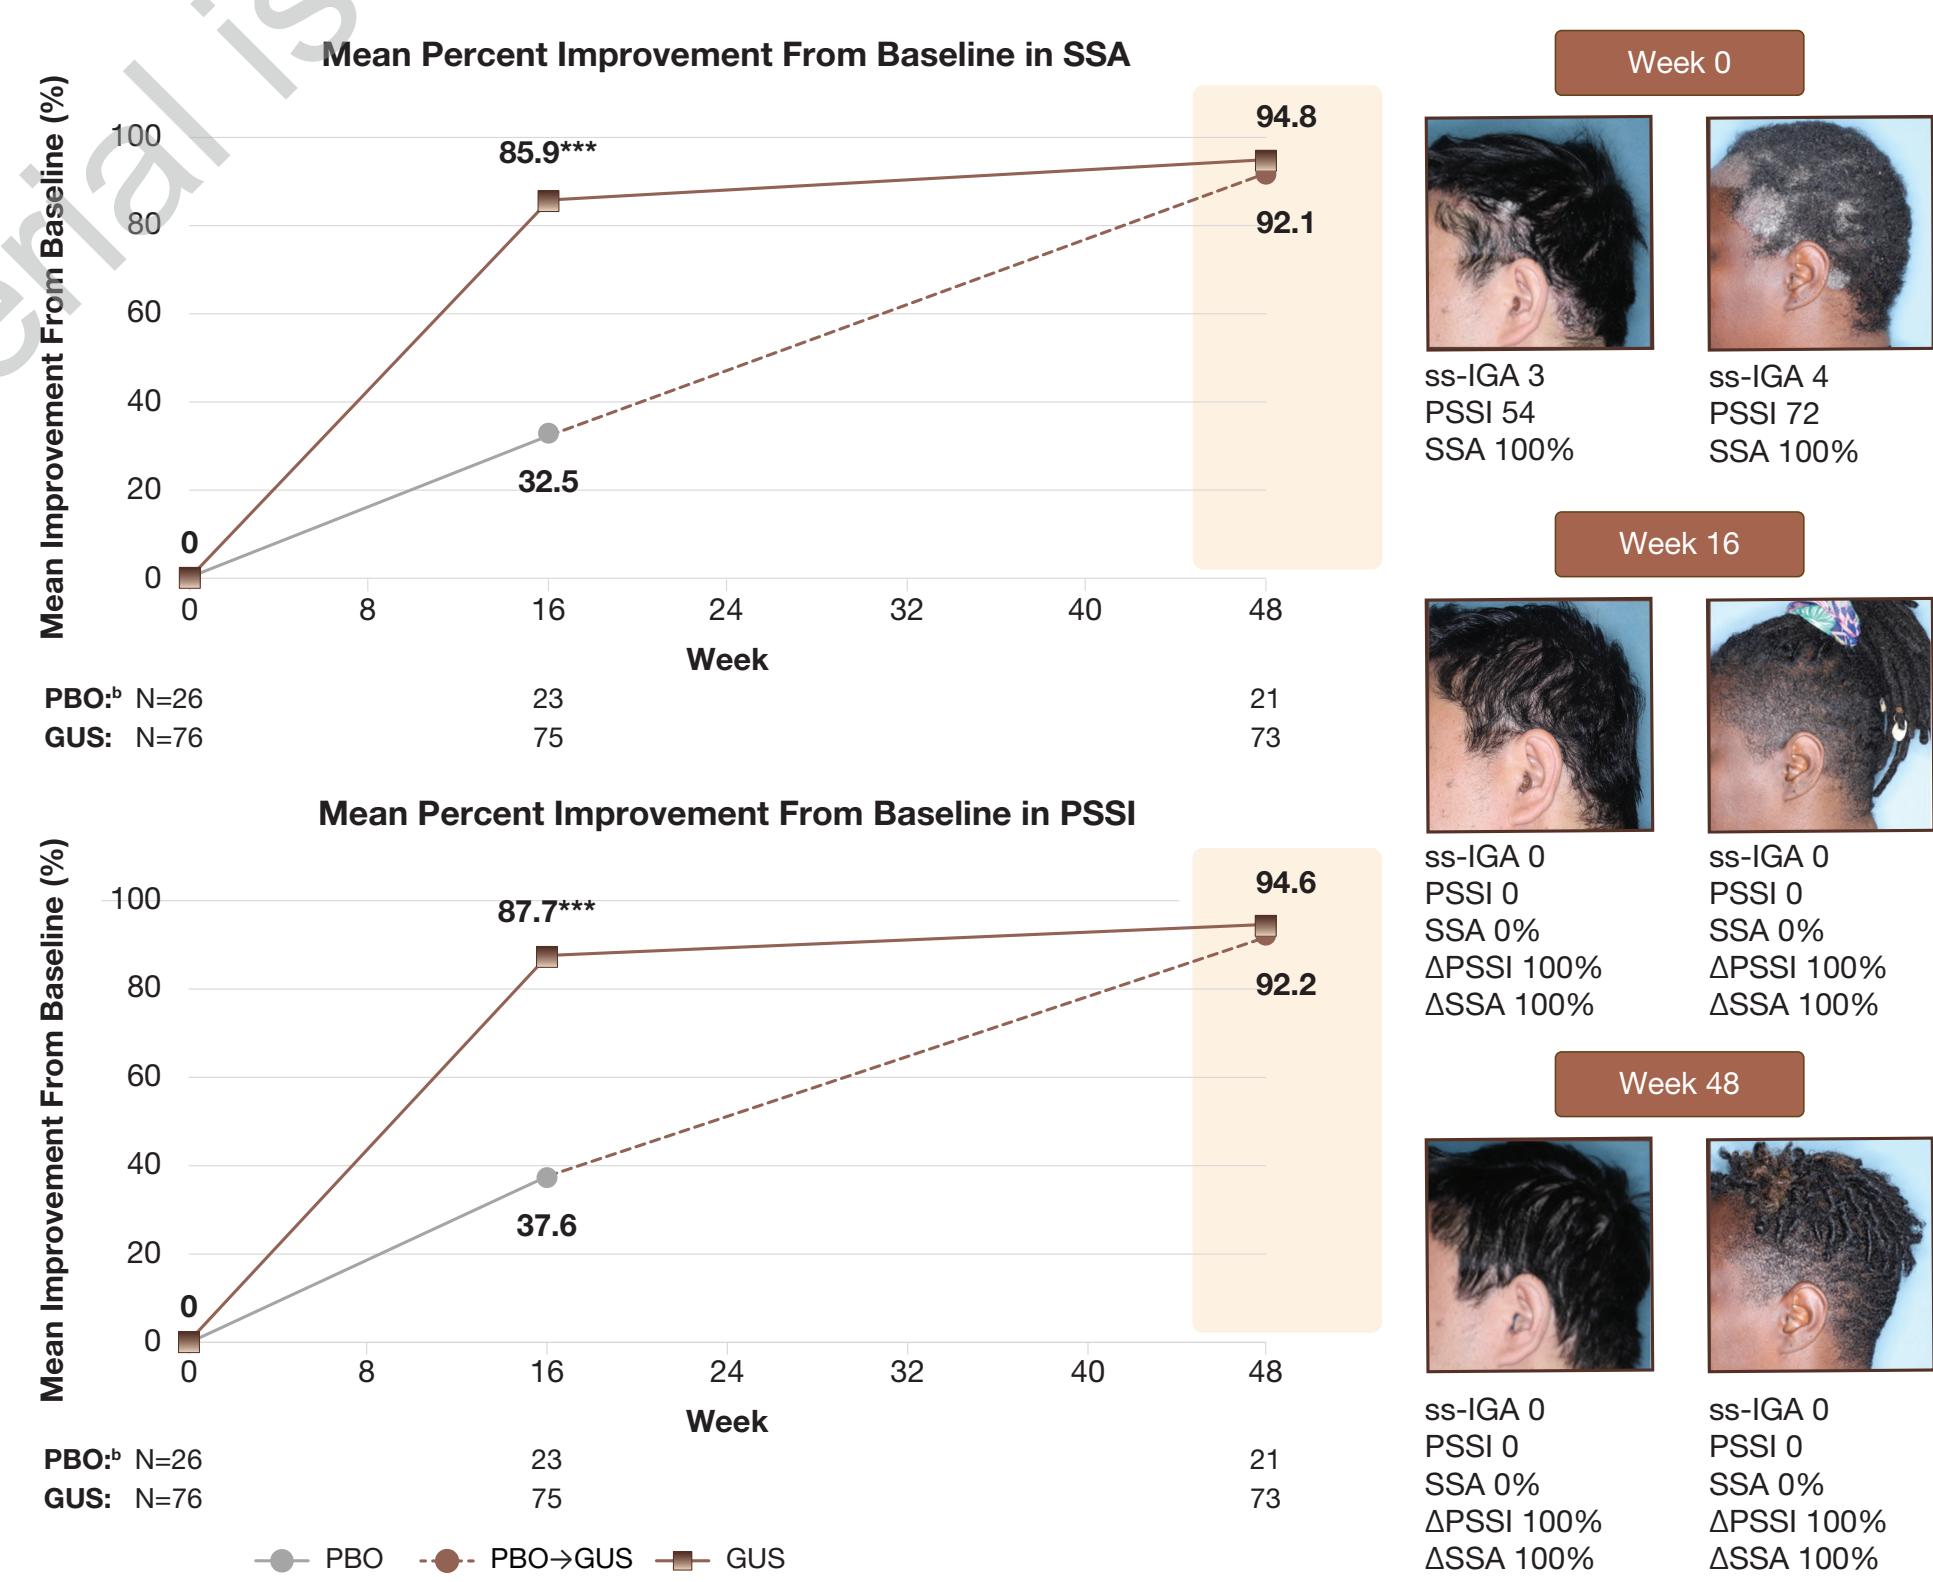 erial is
Mean Percent Improvement From Baseline in SSA
Mean Improvement From Baseline (%)
100
80
60
40
20
0
0
85.9***
32.5
94.8
92.1
0 8 16 24 32 40 48
Week
PBO:ᵇ N=26 23 21
GUS: N=76 75 73
Mean Percent Improvement From Baseline in PSSI
Mean Improvement From Baseline (%)
100
80
60
40
20
0
0
87.7***
37.6
94.6
92.2
0 8 16 24 32 40 48
Week
PBO:ᵇ N=26 23 21
GUS: N=76 75 73
PBO PBO→GUS GUS
Week 0
ss-IGA 3
PSSI 54
SSA 100%
ss-IGA 4
PSSI 72
SSA 100%
Week 16
ss-IGA 0
PSSI 0
SSA 0%
ΔPSSI 100%
ΔSSA 100%
ss-IGA 0
PSSI 0
SSA 0%
ΔPSSI 100%
ΔSSA 100%
Week 48
ss-IGA 0
PSSI 0
SSA 0%
ΔPSSI 100%
ΔSSA 100%
ss-IGA 0
PSSI 0
SSA 0%
ΔPSSI 100%
ΔSSA 100%